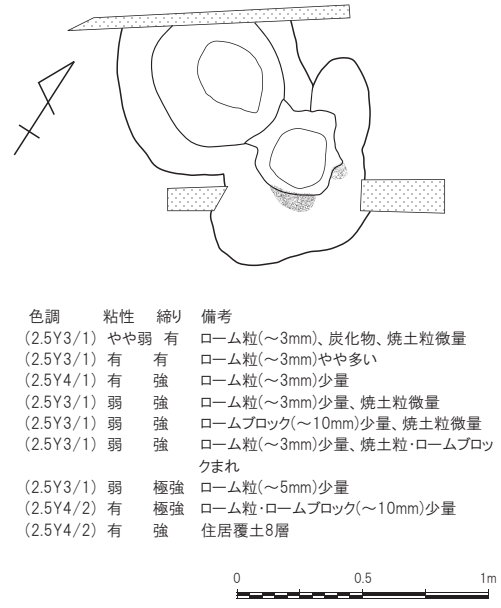 色調 粘性 締り 備考
(2.5Y3/1) やや弱 有 ローム粒(～3mm)、炭化物、焼土粒微量
(2.5Y3/1) 有 有 ローム粒(～3mm)やや多い
(2.5Y4/1) 有 強 ローム粒(～3mm)少量
(2.5Y3/1) 弱 強 ローム粒(～3mm)少量、焼土粒微量
(2.5Y3/1) 弱 強 ロームブロック(～10mm)少量、焼土粒微量
(2.5Y3/1) 弱 強 ローム粒(～3mm)少量、焼土粒・ロームブロッ
クまれ
(2.5Y3/1) 弱 極強 ローム粒(～5mm)少量
(2.5Y4/2) 有 極強 ローム粒・ロームブロック(～10mm)少量
(2.5Y4/2) 有 強 住居覆土8層
0 0.5 1m